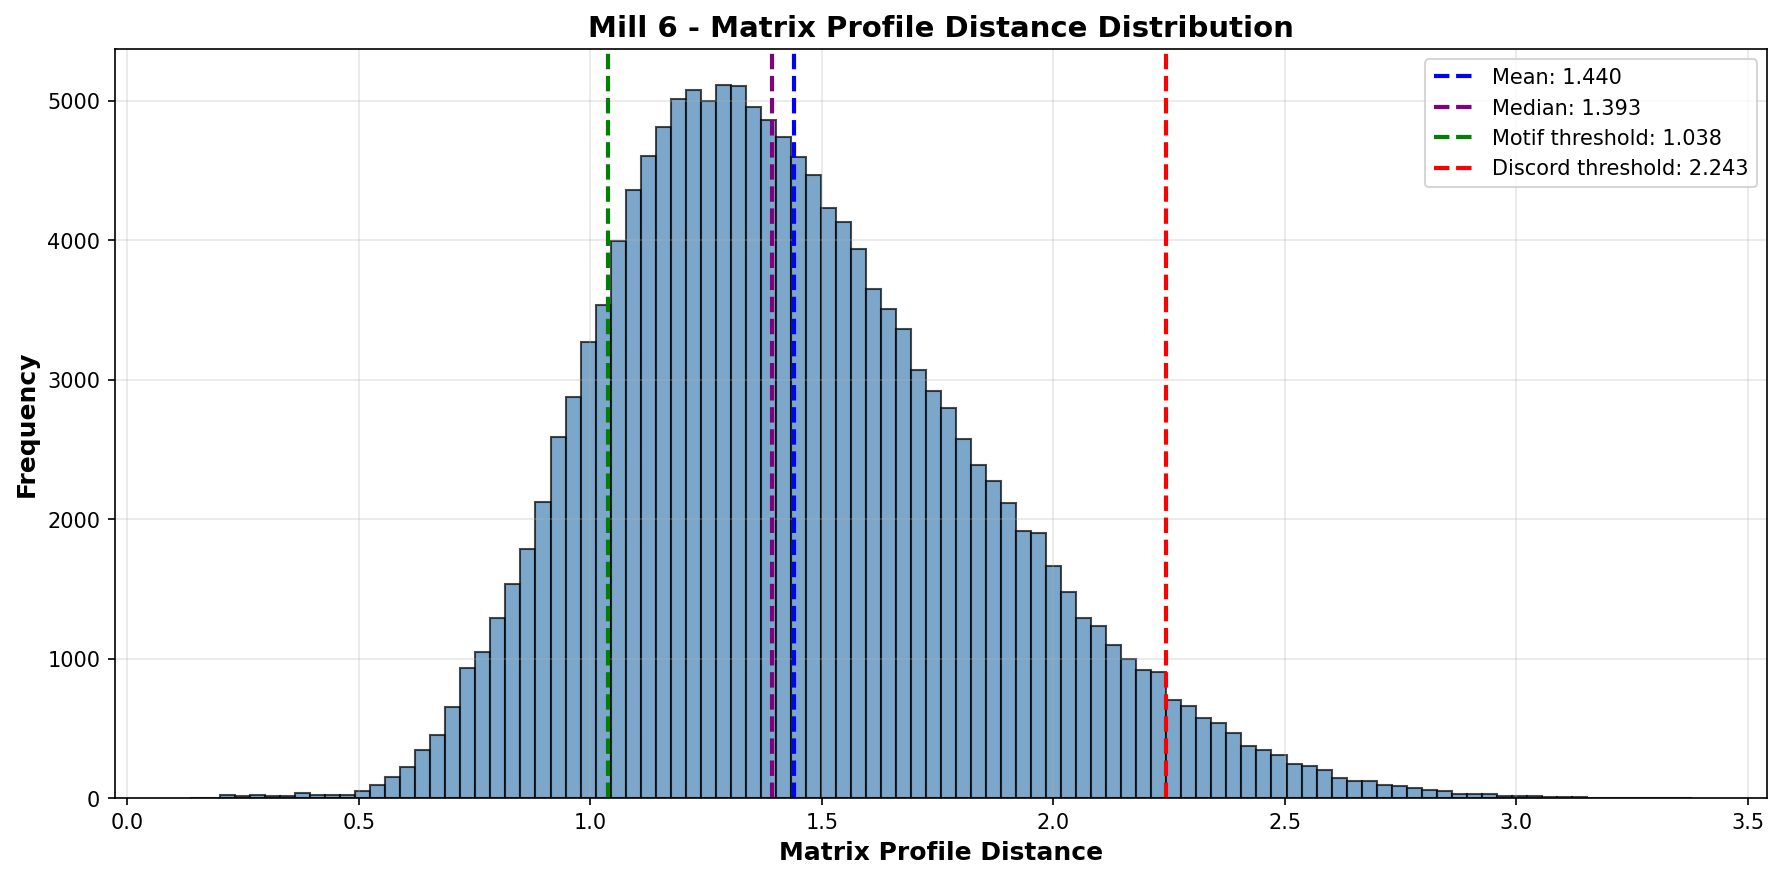 Mill 6 - Matrix Profile Distance Distribution
Mean: 1.440
Median: 1.393
Motif threshold: 1.038
Discord threshold: 2.243
Frequency
5000
4000
3000
2000
1000
0
0.0 0.5 1.0 1.5 2.0 2.5 3.0 3.5
Matrix Profile Distance